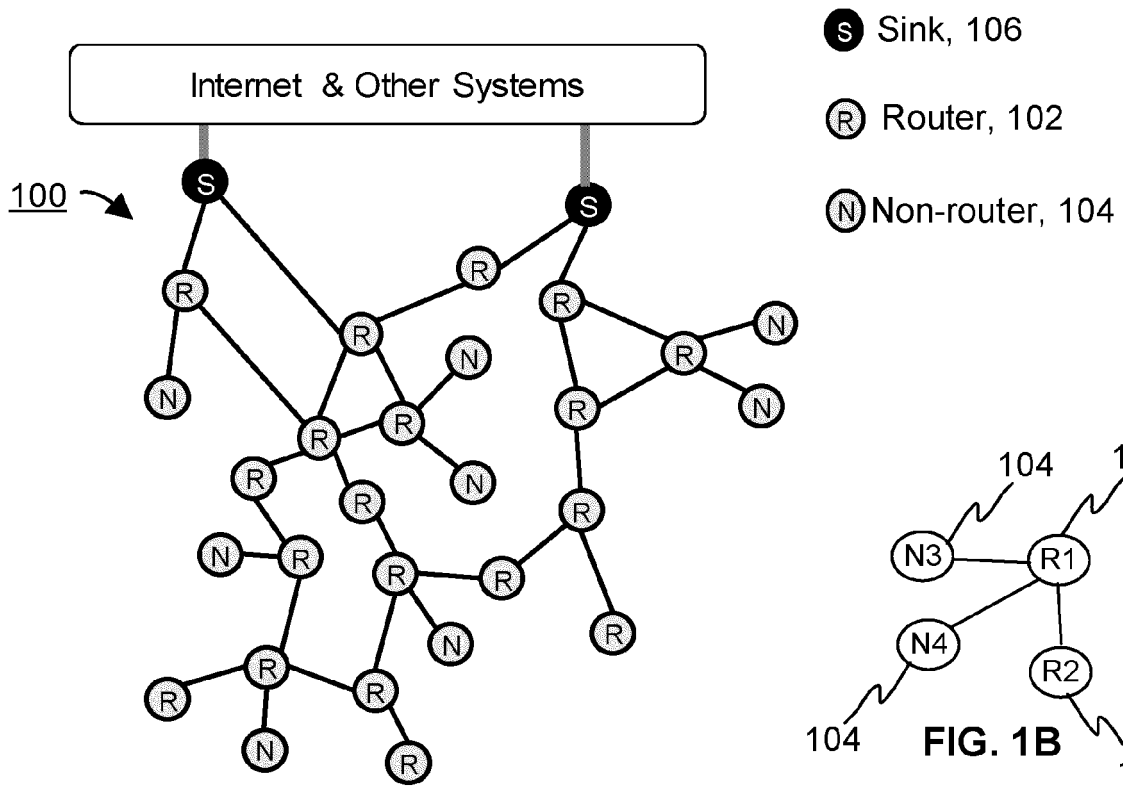 S Sink, 106
Internet & Other Systems
R Router, 102
S
100
N Non-router, 104
S
R
R
R
N
R
N
R
N
R
N
R
R
R
104
R
N
R
R
N3
R1
N
R
R
R
R
N
N4
R2
R
R
R
N
R
104
FIG. 1B